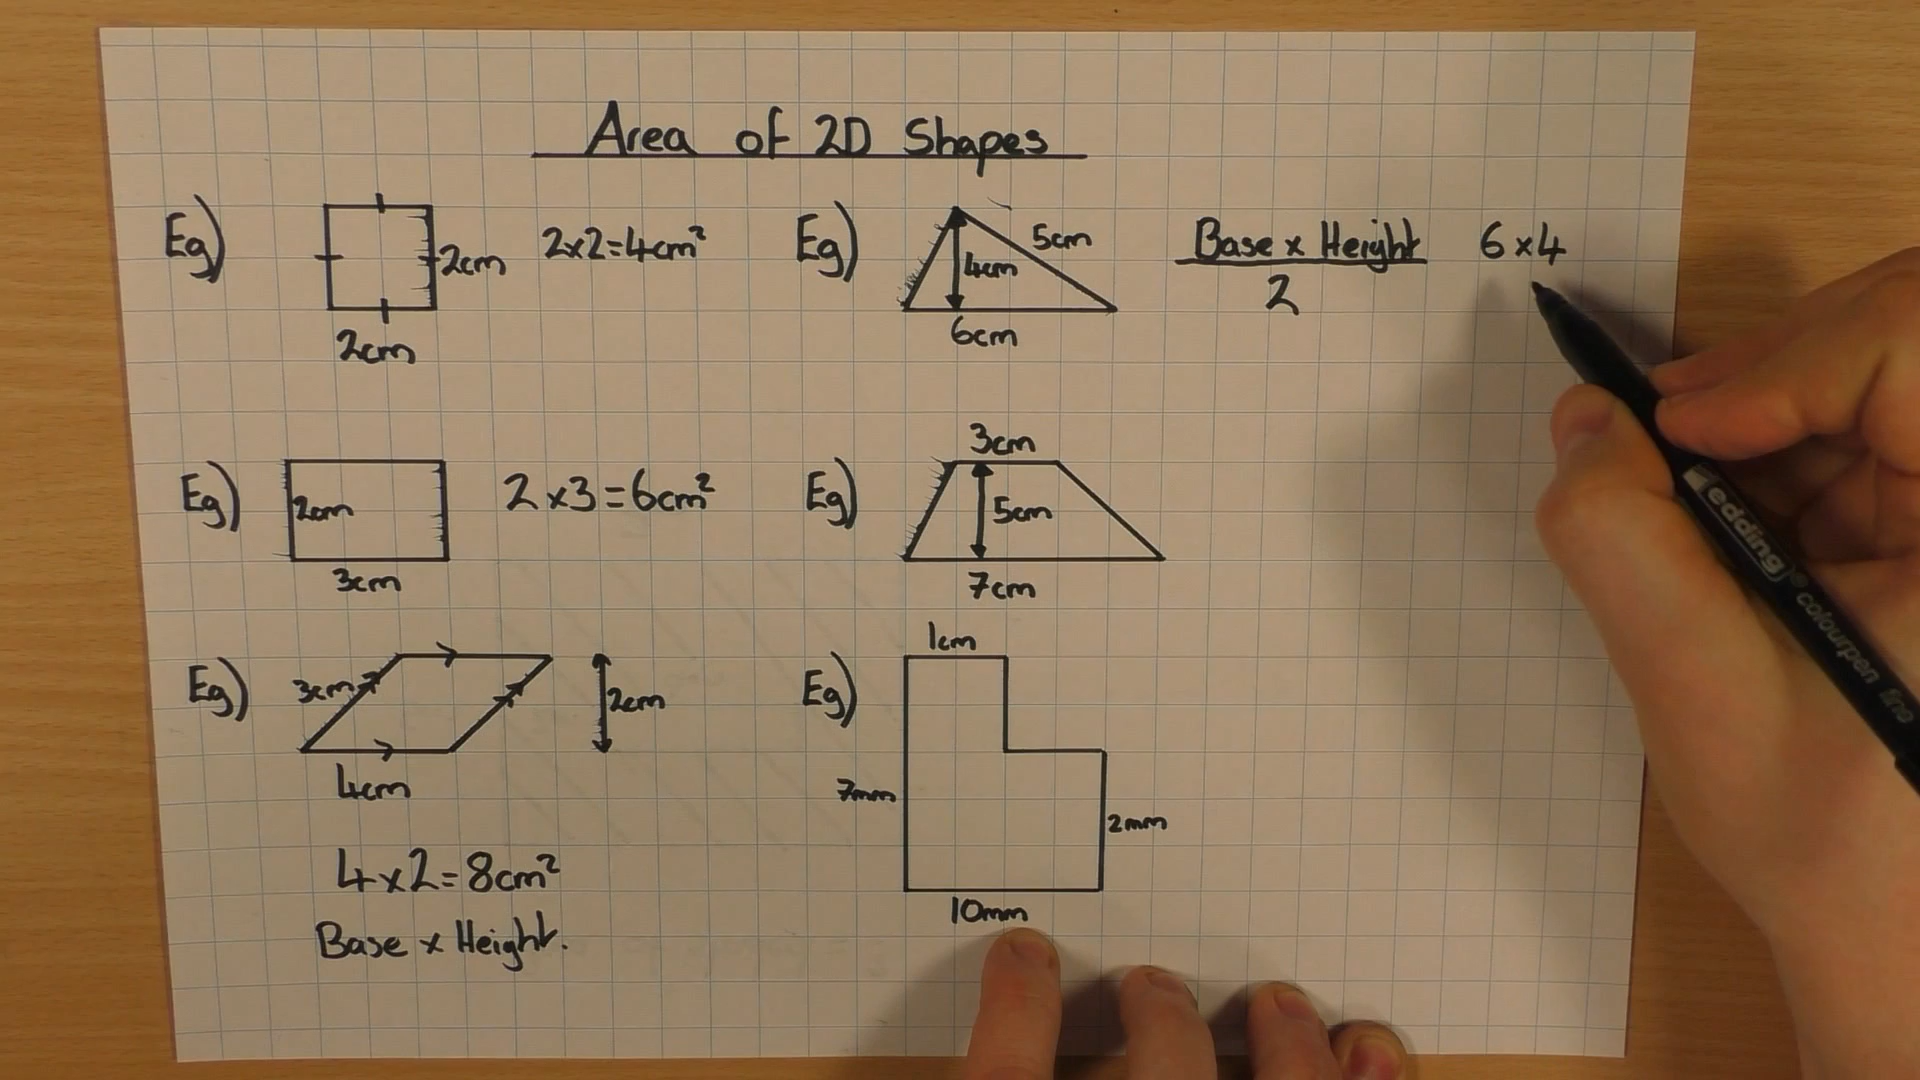 Area of 2D Shapes
Eg)
2cm
2cm
2x2=4cm²
Eg)
5cm
4cm
6cm
Base x Height
2
6x4
Eg)
2cm
3cm
2x3=6cm²
Eg)
3cm
5cm
7cm
Eg)
3cm
4cm
2cm
4x2=8cm²
Base x Height.
Eg)
1cm
7mm
2mm
10mm
edding® colourpen fine